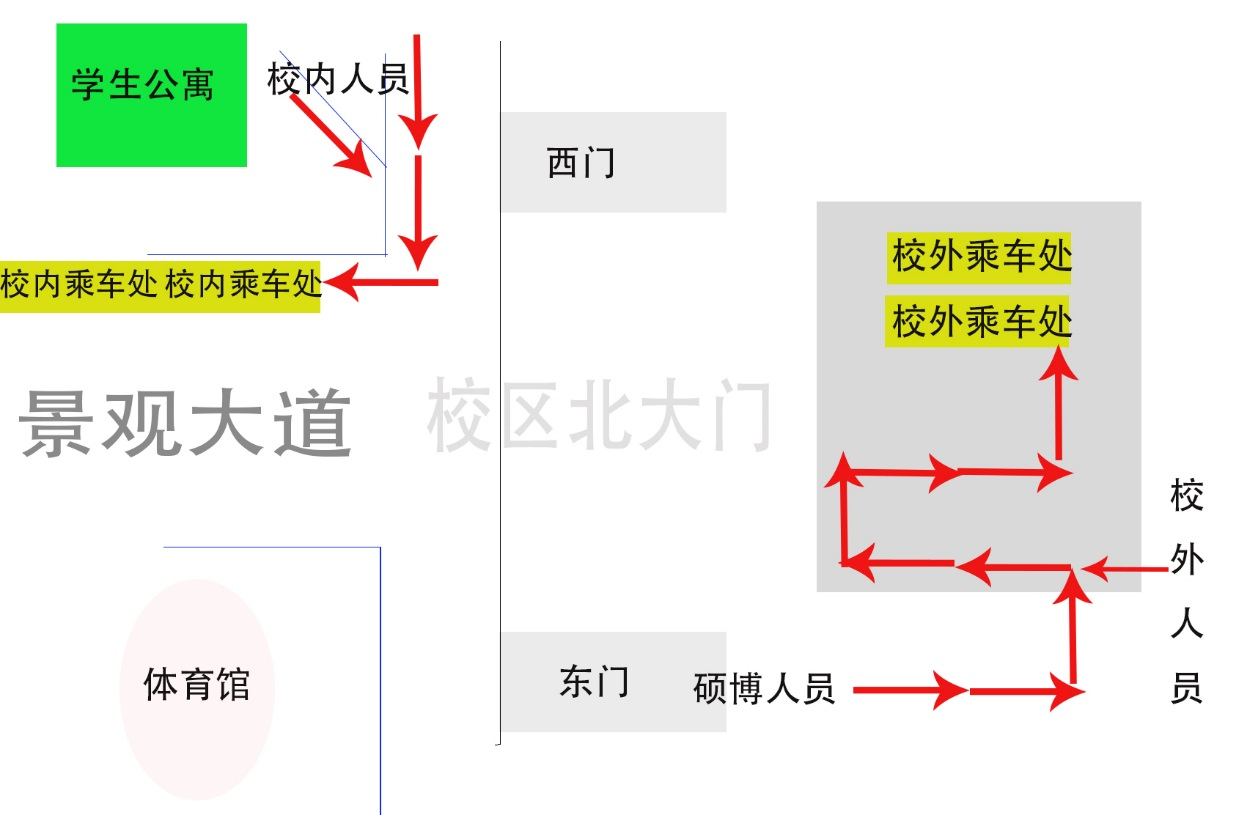 学生公寓
校内人员
西门
校外乘车处
校内乘车处 校内乘车处
校外乘车处
景观大道
校区北大门
校外人员
体育馆
东门
硕博人员